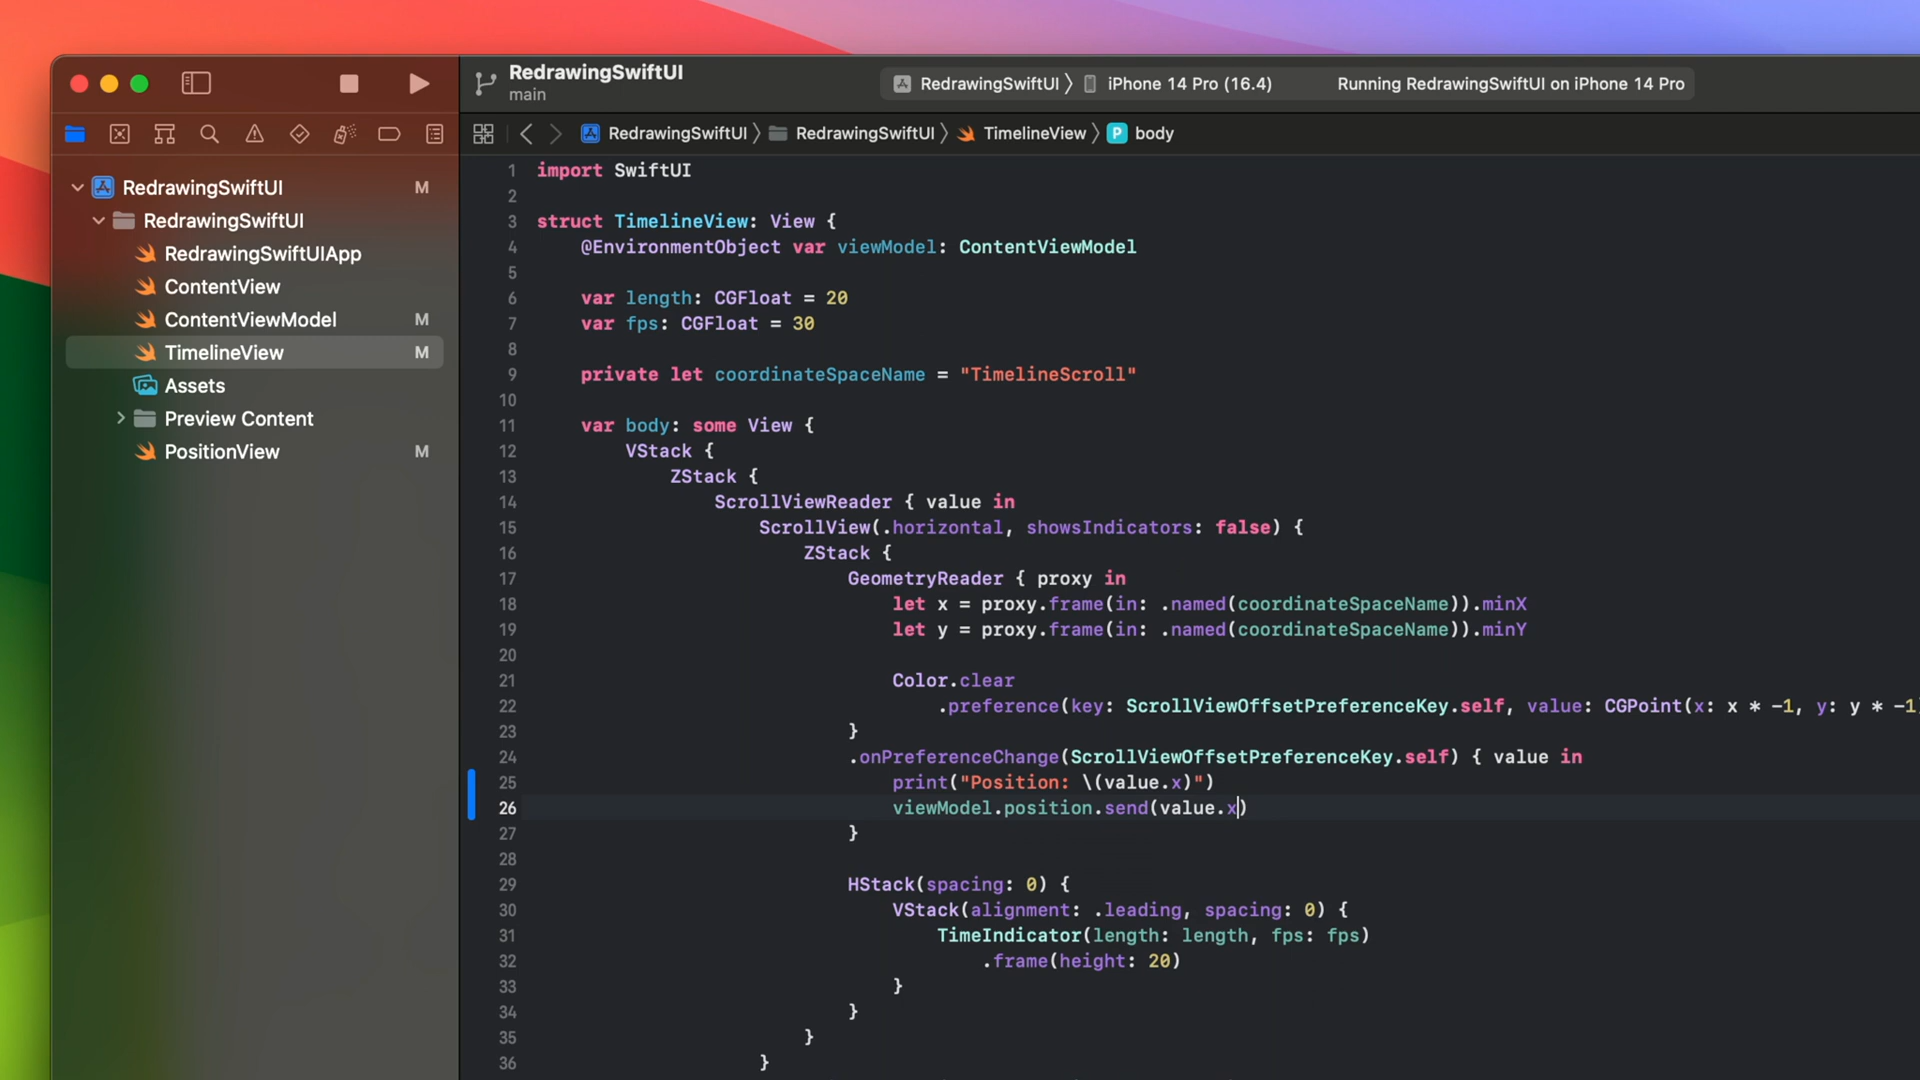 RedrawingSwiftUI
main
RedrawingSwiftUI
iPhone 14 Pro (16.4)
Running RedrawingSwiftUI on iPhone 14 Pro
RedrawingSwiftUI
RedrawingSwiftUI
TimelineView
P
body
RedrawingSwiftUI M
RedrawingSwiftUI
RedrawingSwiftUIApp
ContentView
ContentViewModel M
TimelineView M
Assets
Preview Content
PositionView M
1 import SwiftUI
2
3 struct TimelineView: View {
4     @EnvironmentObject var viewModel: ContentViewModel
5
6     var length: CGFloat = 20
7     var fps: CGFloat = 30
8
9     private let coordinateSpaceName = "TimelineScroll"
10
11     var body: some View {
12         VStack {
13             ZStack {
14                 ScrollViewReader { value in
15                     ScrollView(.horizontal, showsIndicators: false) {
16                         ZStack {
17                             GeometryReader { proxy in
18                                 let x = proxy.frame(in: .named(coordinateSpaceName)).minX
19                                 let y = proxy.frame(in: .named(coordinateSpaceName)).minY
20
21                                 Color.clear
22                                     .preference(key: ScrollViewOffsetPreferenceKey.self, value: CGPoint(x: x * -1, y: y * -1
23                             }
24                             .onPreferenceChange(ScrollViewOffsetPreferenceKey.self) { value in
25                                 print("Position: \(value.x)")
26                                 viewModel.position.send(value.x)
27                             }
28
29                             HStack(spacing: 0) {
30                                 VStack(alignment: .leading, spacing: 0) {
31                                     TimeIndicator(length: length, fps: fps)
32                                         .frame(height: 20)
33                                 }
34                             }
35                         }
36                     }